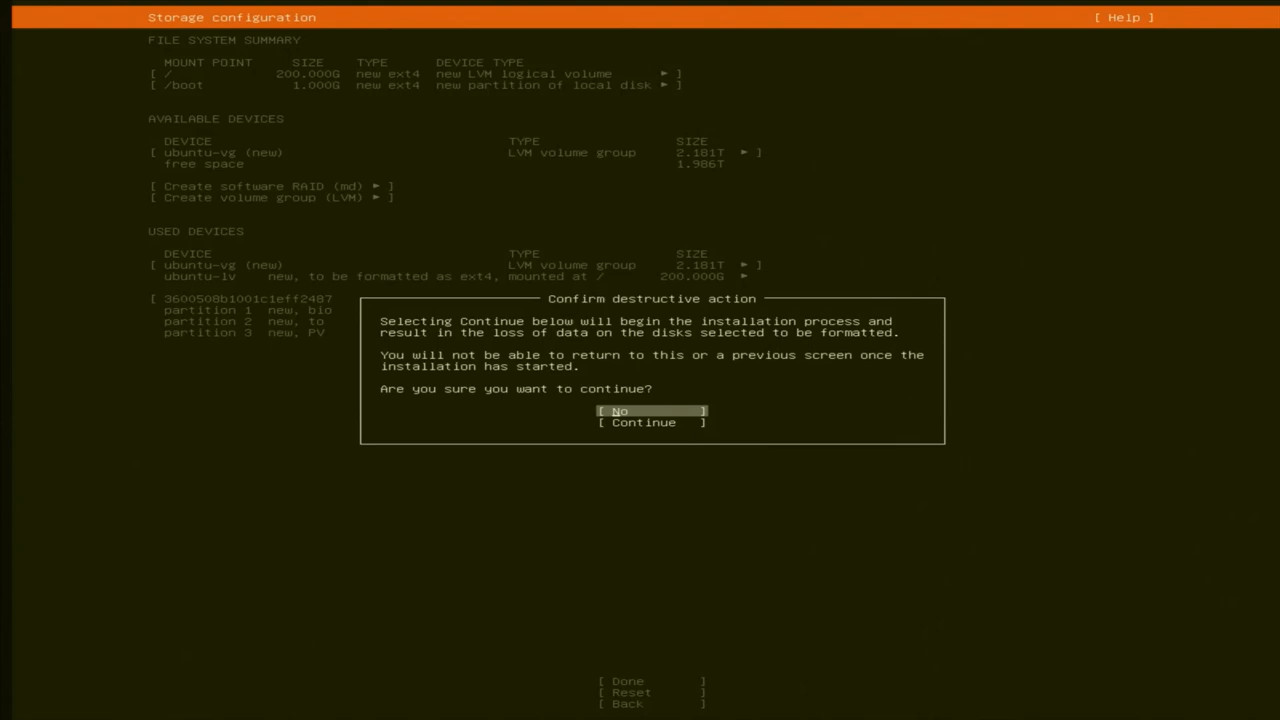 Storage configuration [ Help ]
FILE SYSTEM SUMMARY
MOUNT POINT SIZE TYPE DEVICE TYPE
[ / 200.000G new ext4 new LVM logical volume ► ]
[ /boot 1.000G new ext4 new partition of local disk ► ]
AVAILABLE DEVICES
DEVICE TYPE SIZE
[ ubuntu-vg (new) LVM volume group 2.181T ► ]
free space 1.986T
[ Create software RAID (md) ► ]
[ Create volume group (LVM) ► ]
USED DEVICES
DEVICE TYPE SIZE
[ ubuntu-vg (new) LVM volume group 2.181T ► ]
ubuntu-lv new, to be formatted as ext4, mounted at / 200.000G ►
[ 3600508b1001c1eff2487
partition 1 new, bio
partition 2 new, to
partition 3 new, PV
Confirm destructive action
Selecting Continue below will begin the installation process and
result in the loss of data on the disks selected to be formatted.
You will not be able to return to this or a previous screen once the
installation has started.
Are you sure you want to continue?
[ No ]
[ Continue ]
[ Done ]
[ Reset ]
[ Back ]